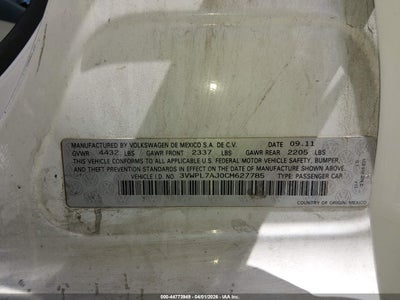 MANUFACTURED BY VOLKSWAGEN DE MEXICO S.A. DE C.V. DATE 09.11
GVWR 4432 LBS GAWR FRONT 2337 LBS GAWR REAR 2205 LBS
THIS VEHICLE CONFORMS TO ALL APPLICABLE U.S. FEDERAL MOTOR VEHICLE SAFETY, BUMPER,
AND THEFT PREVENTION STANDARDS IN EFFECT ON THE DATE OF MANUFACTURE SHOWN ABOVE.
VEHICLE I.D. NO. 3VWPL7AJ0CM627785 TYPE: PASSENGER CAR
COUNTRY OF ORIGIN: MEXICO
000-44773949 - 04/01/2026 - IAA Inc.